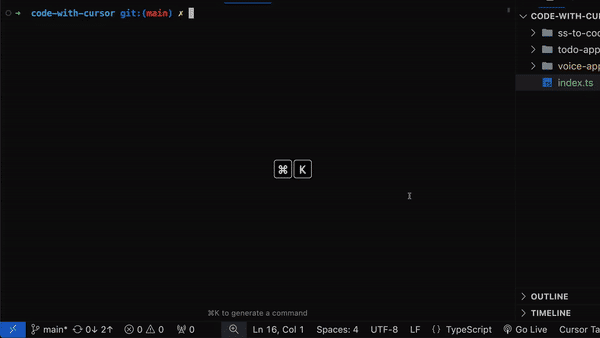 ➜ code-with-cursor git:(main) ✗
CODE-WITH-CU
ss-to-co
todo-app
voice-app
TS index.ts
⌘ K
OUTLINE
TIMELINE
⌘K to generate a command
main* 0↓ 2↑ 0 0 0 Ln 16, Col 1 Spaces: 4 UTF-8 LF {} TypeScript Go Live Cursor Ta